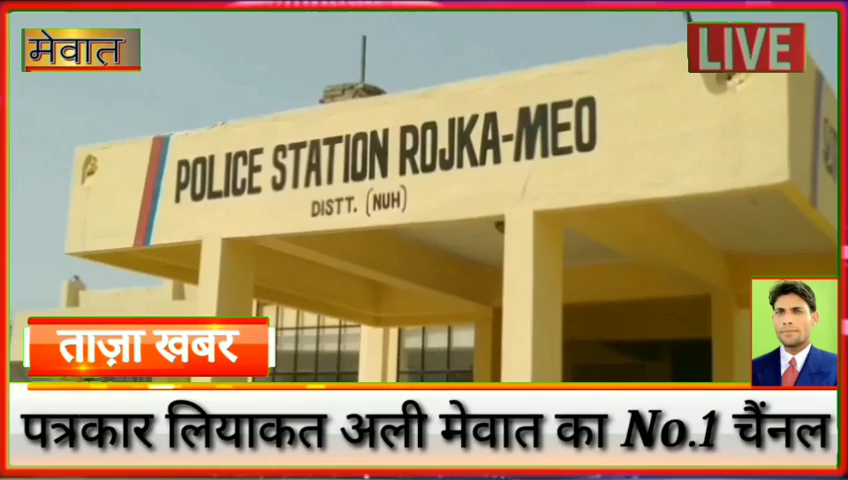 मेवात
LIVE
POLICE STATION ROJKA-MEO
DISTT. (NUH)
ताज़ा खबर
पत्रकार लियाकत अली मेवात का No.1 चैंनल